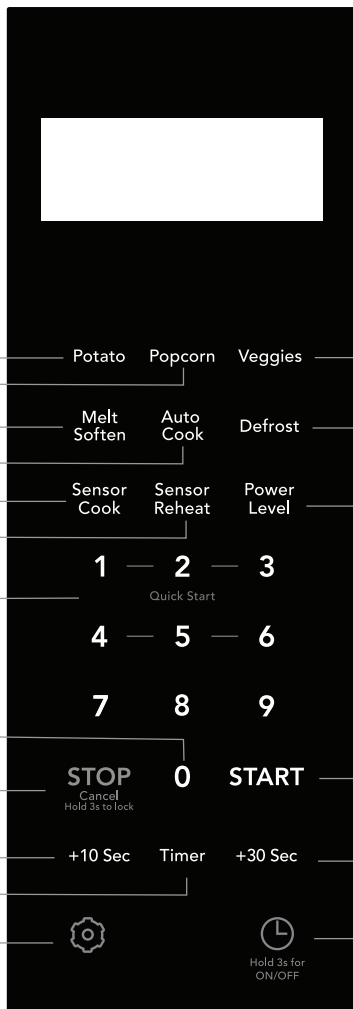 Potato Popcorn Veggies
Melt Soften Auto Cook Defrost
Sensor Cook Sensor Reheat Power Level
1 2 3
Quick Start
4 5 6
7 8 9
STOP 0 START
Cancel
Hold 3s to lock
+10 Sec Timer +30 Sec
Hold 3s for
ON/OFF